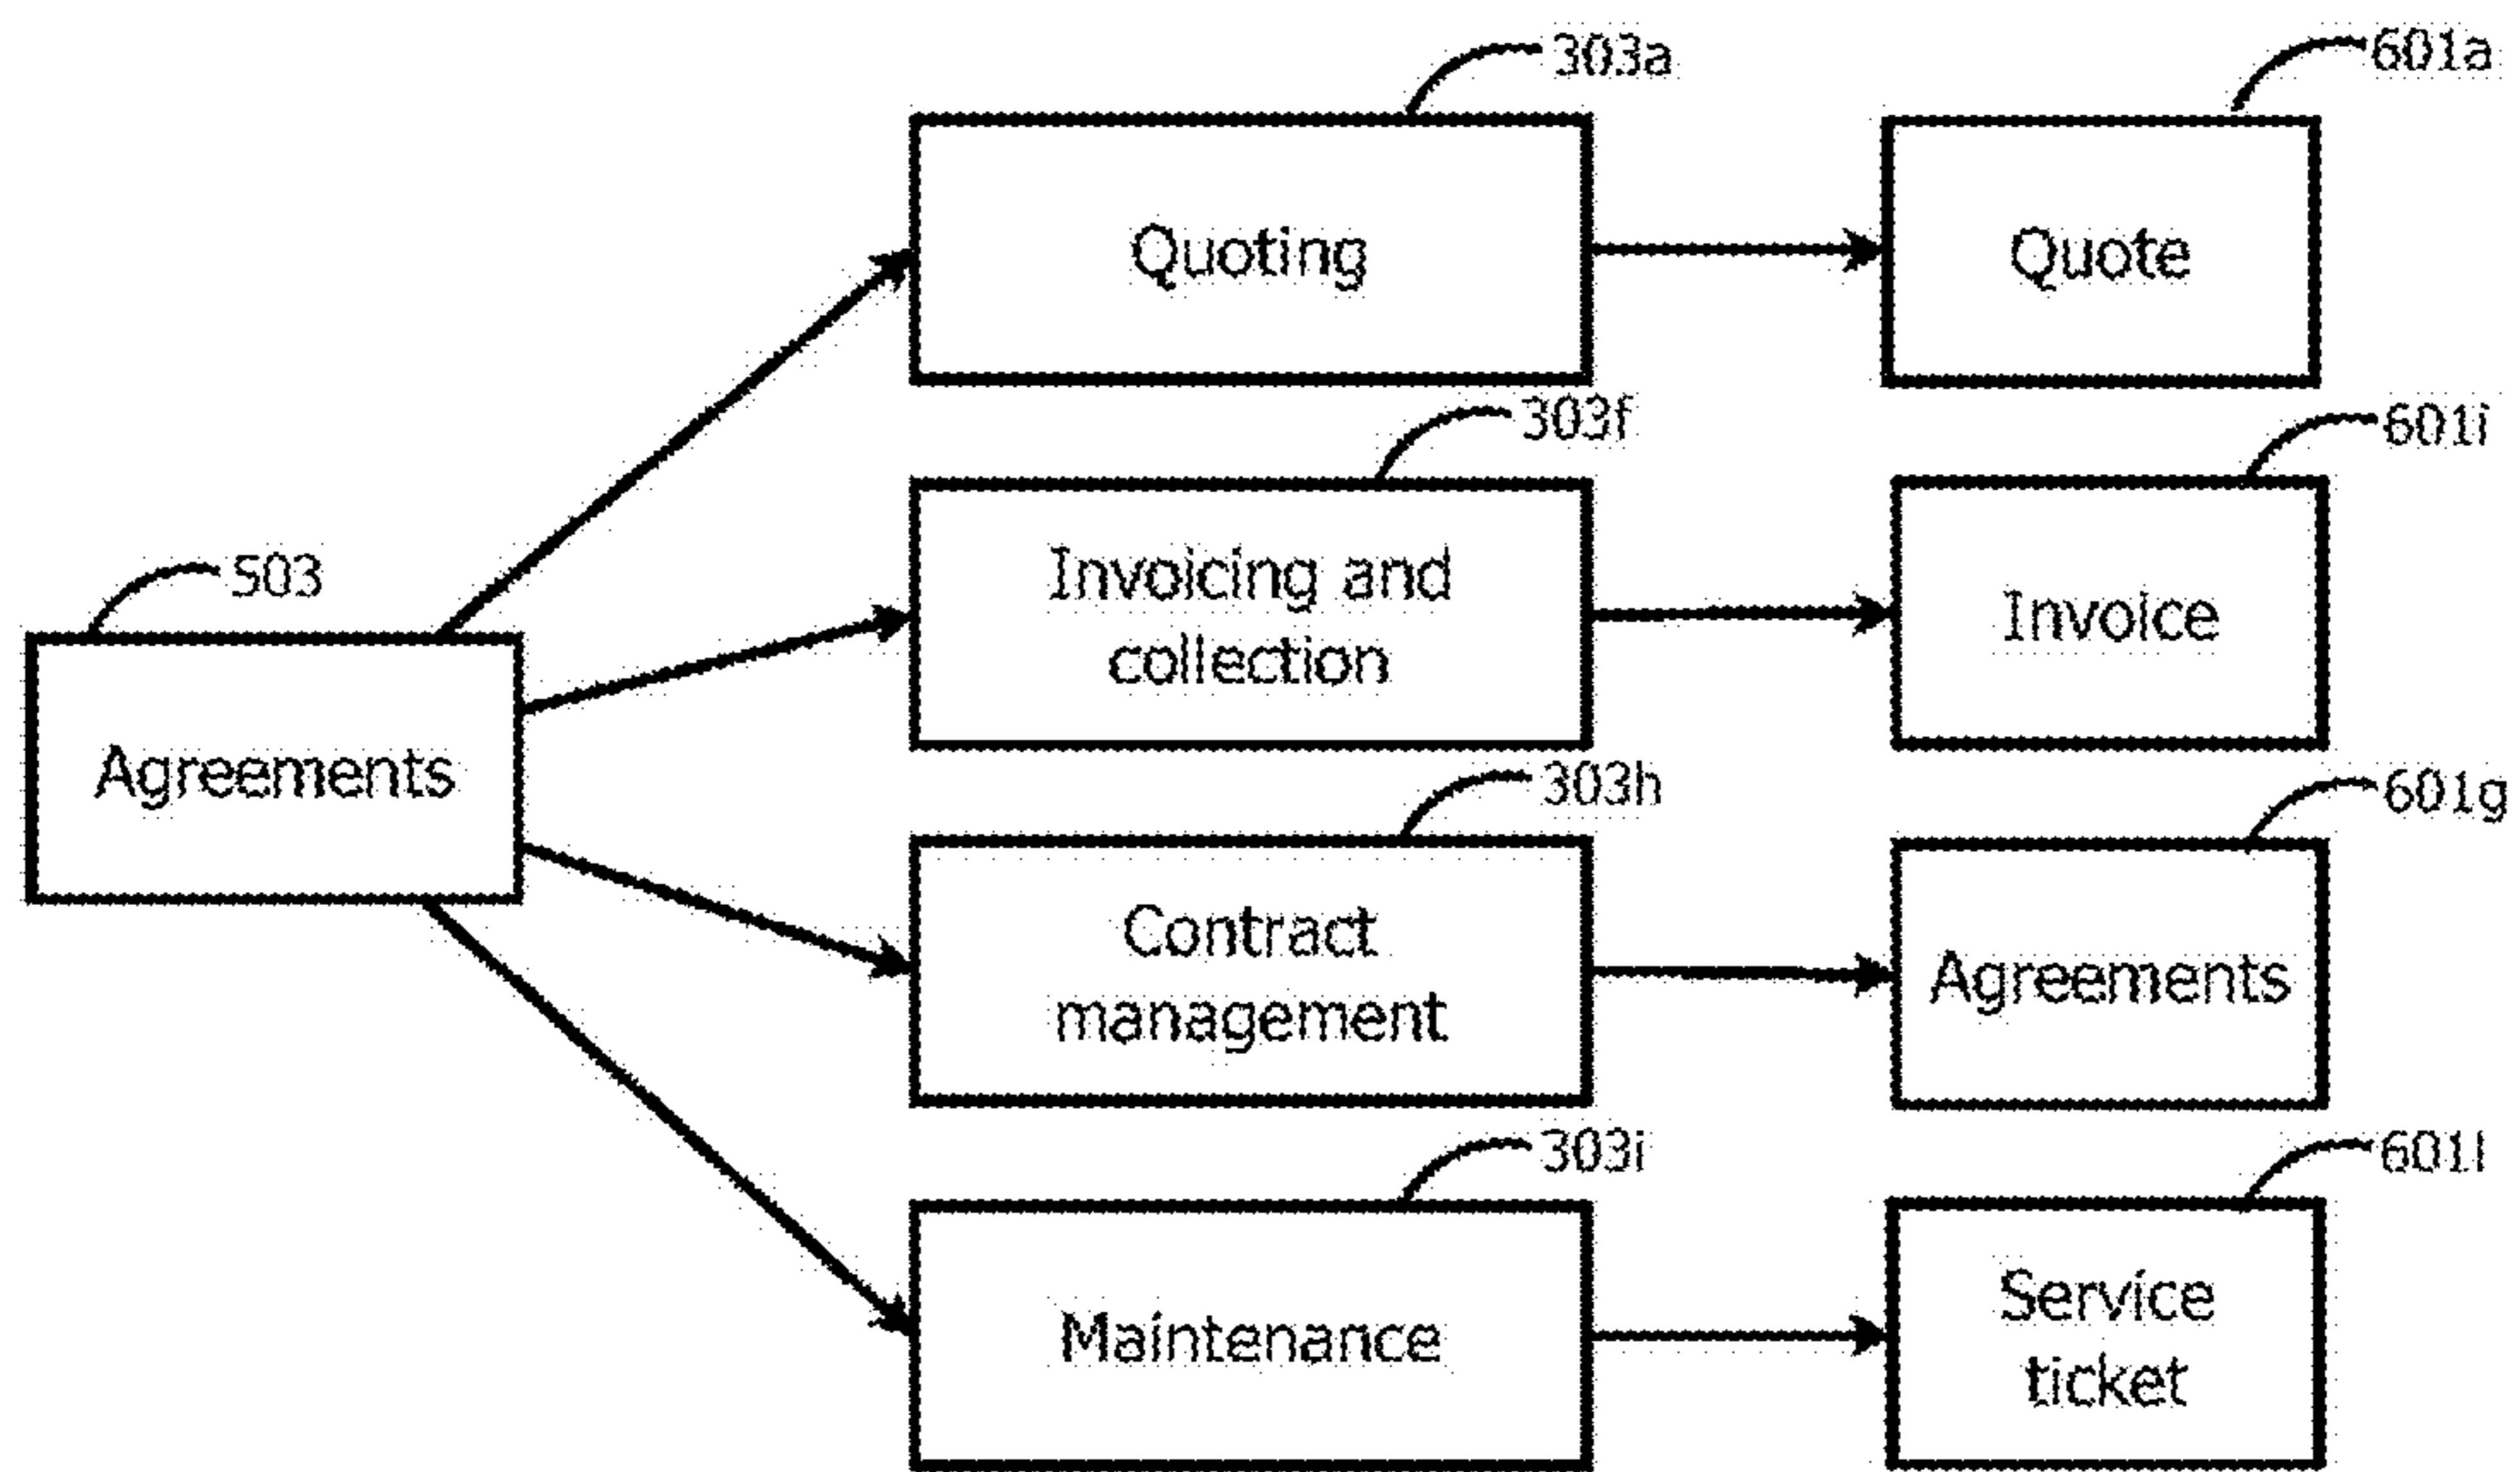 303a
601a
Quoting
Quote
303f
601i
Invoicing and
collection
Invoice
503
Agreements
303h
601g
Contract
management
Agreements
303i
601l
Maintenance
Service
ticket